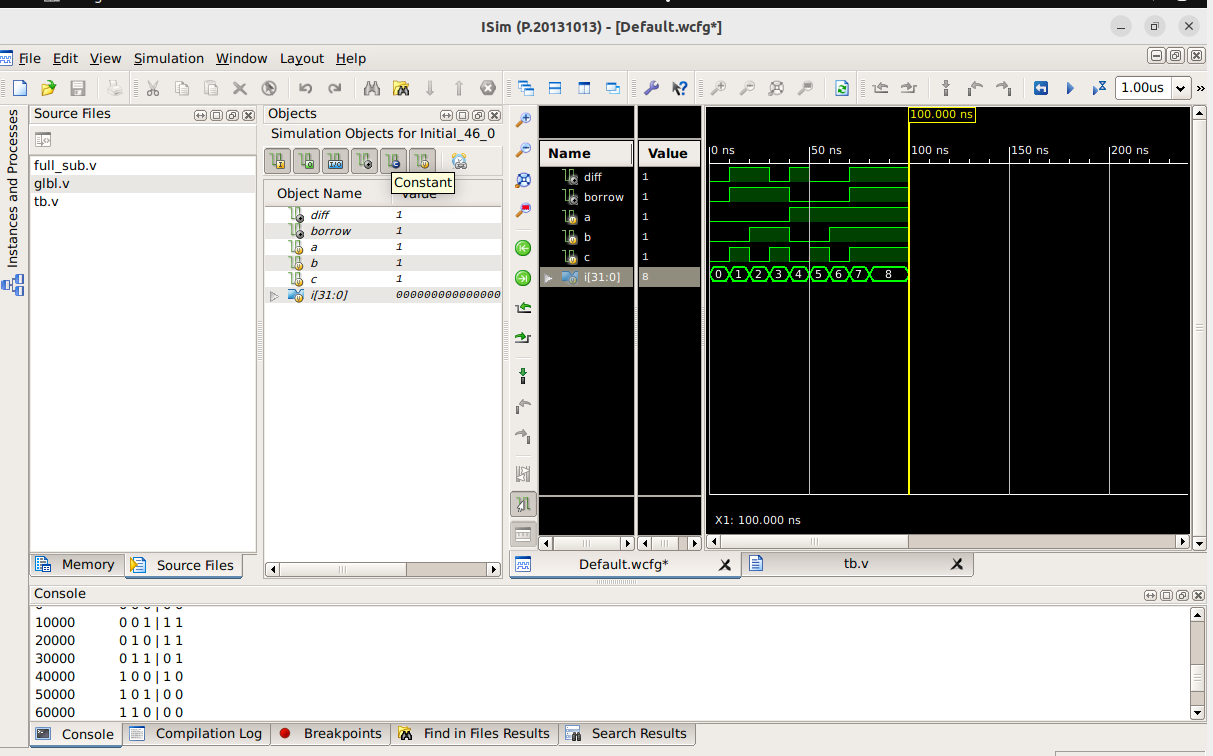 ISim (P.20131013) - [Default.wcfg*]
File Edit View Simulation Window Layout Help
1.00us »
Instances and Processes
Source Files
full_sub.v
glbl.v
tb.v
Memory Source Files
Objects
Simulation Objects for Initial_46_0
Constant
Object Name Value
diff 1
borrow 1
a 1
b 1
c 1
i[31:0] 000000000000000
Name Value
diff 1
borrow 1
a 1
b 1
c 1
i[31:0] 8
100.000 ns
0 ns 50 ns 100 ns 150 ns 200 ns
0 1 2 3 4 5 6 7 8
X1: 100.000 ns
Default.wcfg* tb.v
Console
10000 0 0 1 | 1 1
20000 0 1 0 | 1 1
30000 0 1 1 | 0 1
40000 1 0 0 | 1 0
50000 1 0 1 | 0 0
60000 1 1 0 | 0 0
Console Compilation Log Breakpoints Find in Files Results Search Results